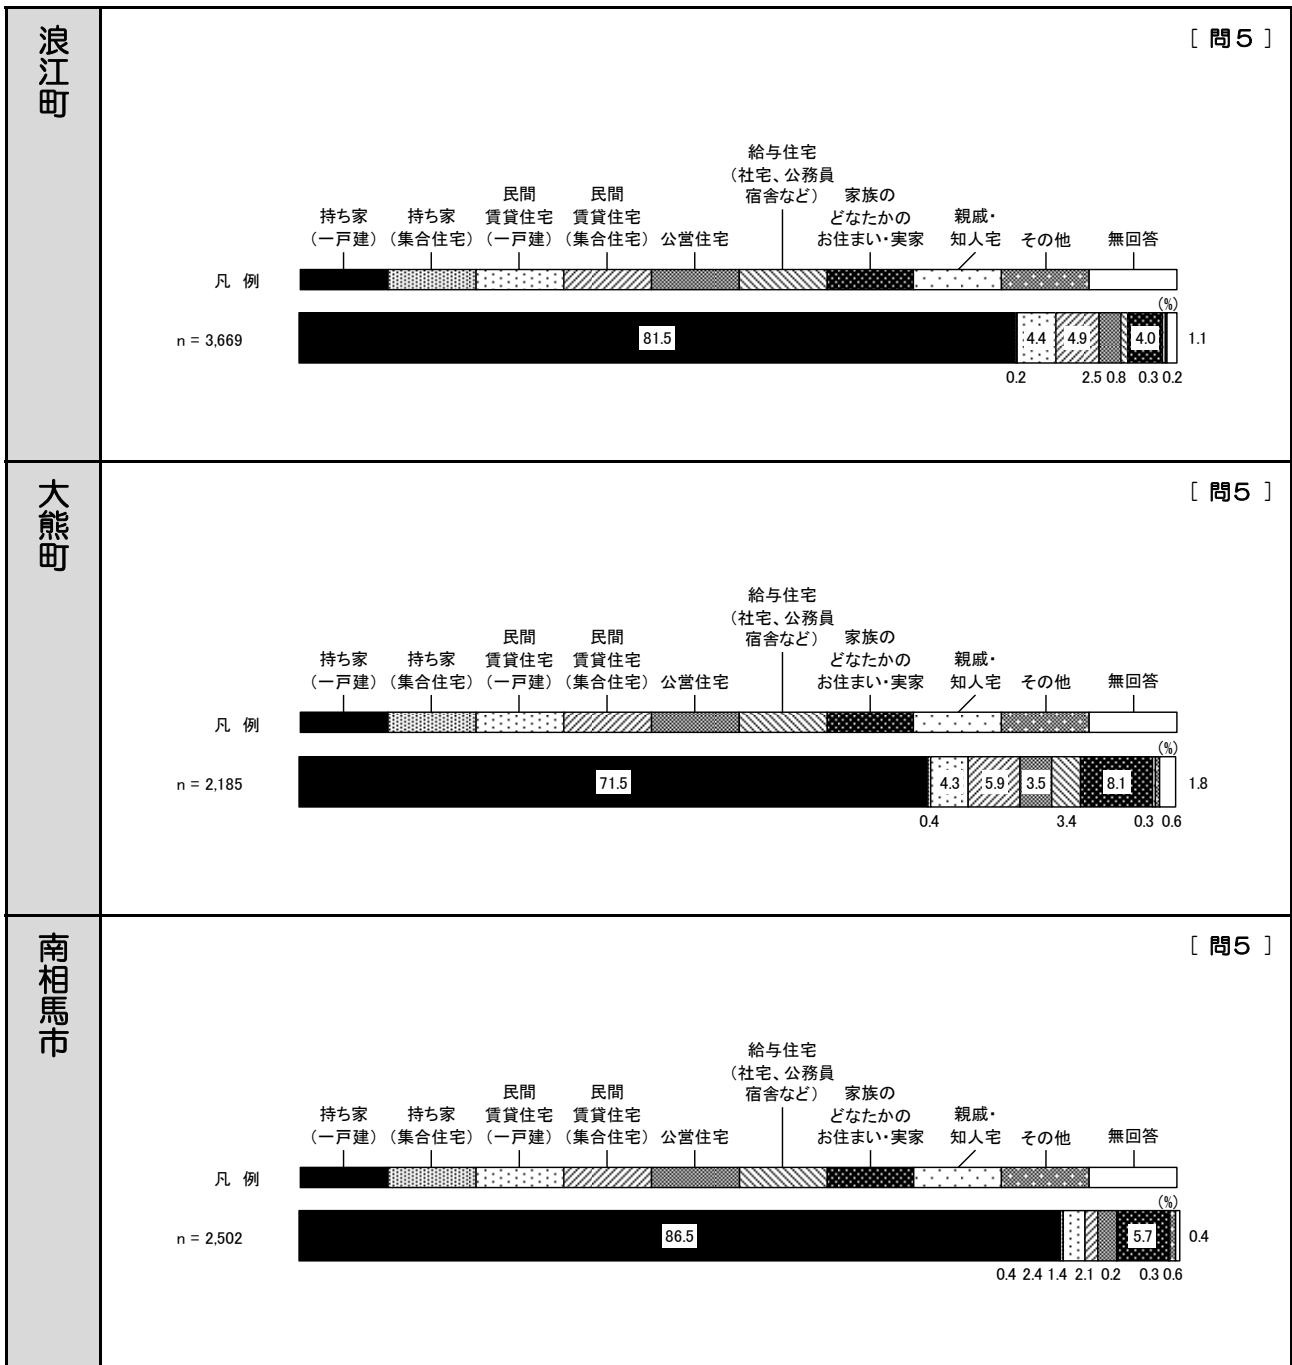 浪江町
[ 問5 ]
給与住宅
（社宅、公務員
宿舎など）
民間
賃貸住宅
（一戸建）
民間
賃貸住宅
（集合住宅）
家族の
どなたかの
お住まい・実家
持ち家
（一戸建）
持ち家
（集合住宅）
公営住宅
親戚・
知人宅
その他
無回答
凡 例
(%)
n = 3,669
81.5
4.4
4.9
4.0
1.1
0.2
2.5
0.8
0.3
0.2
大熊町
[ 問5 ]
給与住宅
（社宅、公務員
宿舎など）
民間
賃貸住宅
（一戸建）
民間
賃貸住宅
（集合住宅）
家族の
どなたかの
お住まい・実家
持ち家
（一戸建）
持ち家
（集合住宅）
公営住宅
親戚・
知人宅
その他
無回答
凡 例
(%)
n = 2,185
71.5
4.3
5.9
3.5
8.1
1.8
0.4
3.4
0.3
0.6
南相馬市
[ 問5 ]
給与住宅
（社宅、公務員
宿舎など）
民間
賃貸住宅
（一戸建）
民間
賃貸住宅
（集合住宅）
家族の
どなたかの
お住まい・実家
持ち家
（一戸建）
持ち家
（集合住宅）
公営住宅
親戚・
知人宅
その他
無回答
凡 例
(%)
n = 2,502
86.5
5.7
0.4
0.4
2.4
1.4
2.1
0.2
0.3
0.6